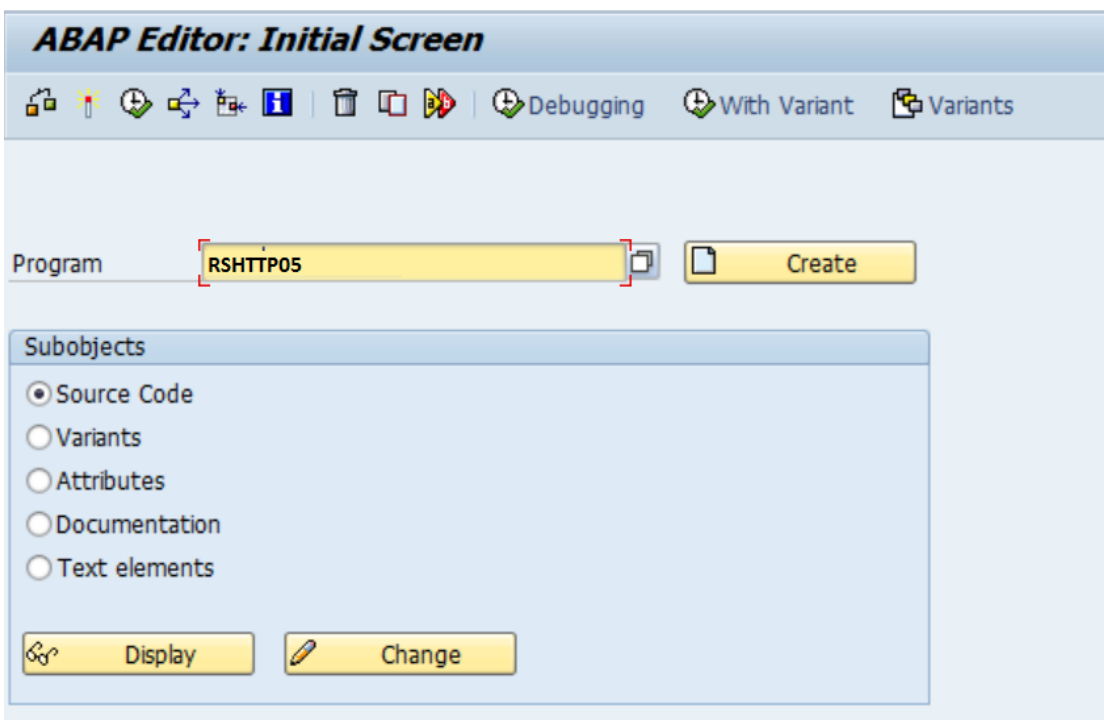 ABAP Editor: Initial Screen
Debugging With Variant Variants
Program RSHTTP05 Create
Subobjects
Source Code
Variants
Attributes
Documentation
Text elements
Display Change